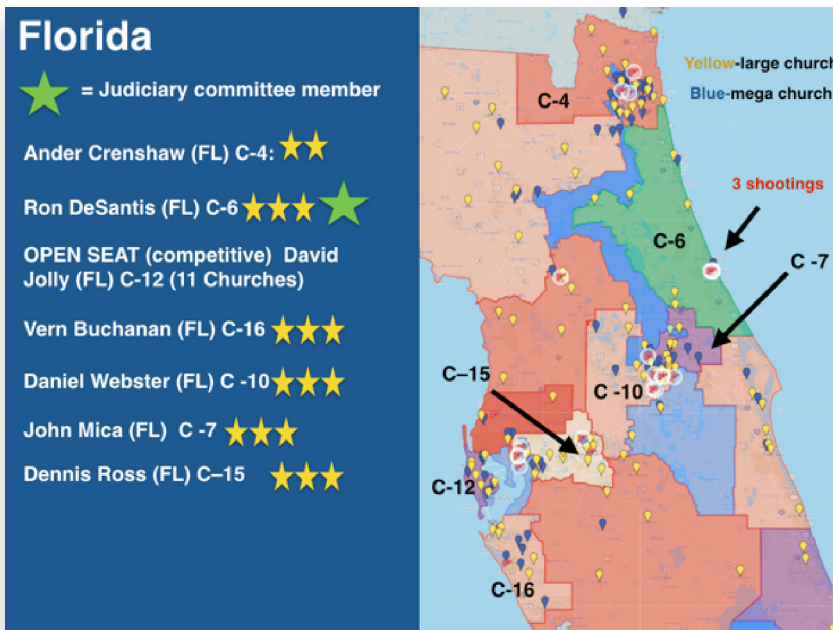 Florida
= Judiciary committee member
Ander Crenshaw (FL) C-4:
Ron DeSantis (FL) C-6
OPEN SEAT (competitive) David
Jolly (FL) C-12 (11 Churches)
Vern Buchanan (FL) C-16
Daniel Webster (FL) C -10
John Mica (FL) C -7
Dennis Ross (FL) C–15
Yellow-large church
Blue-mega church
C-4
3 shootings
C-6
C -7
C–15
C -10
C-12
C-16